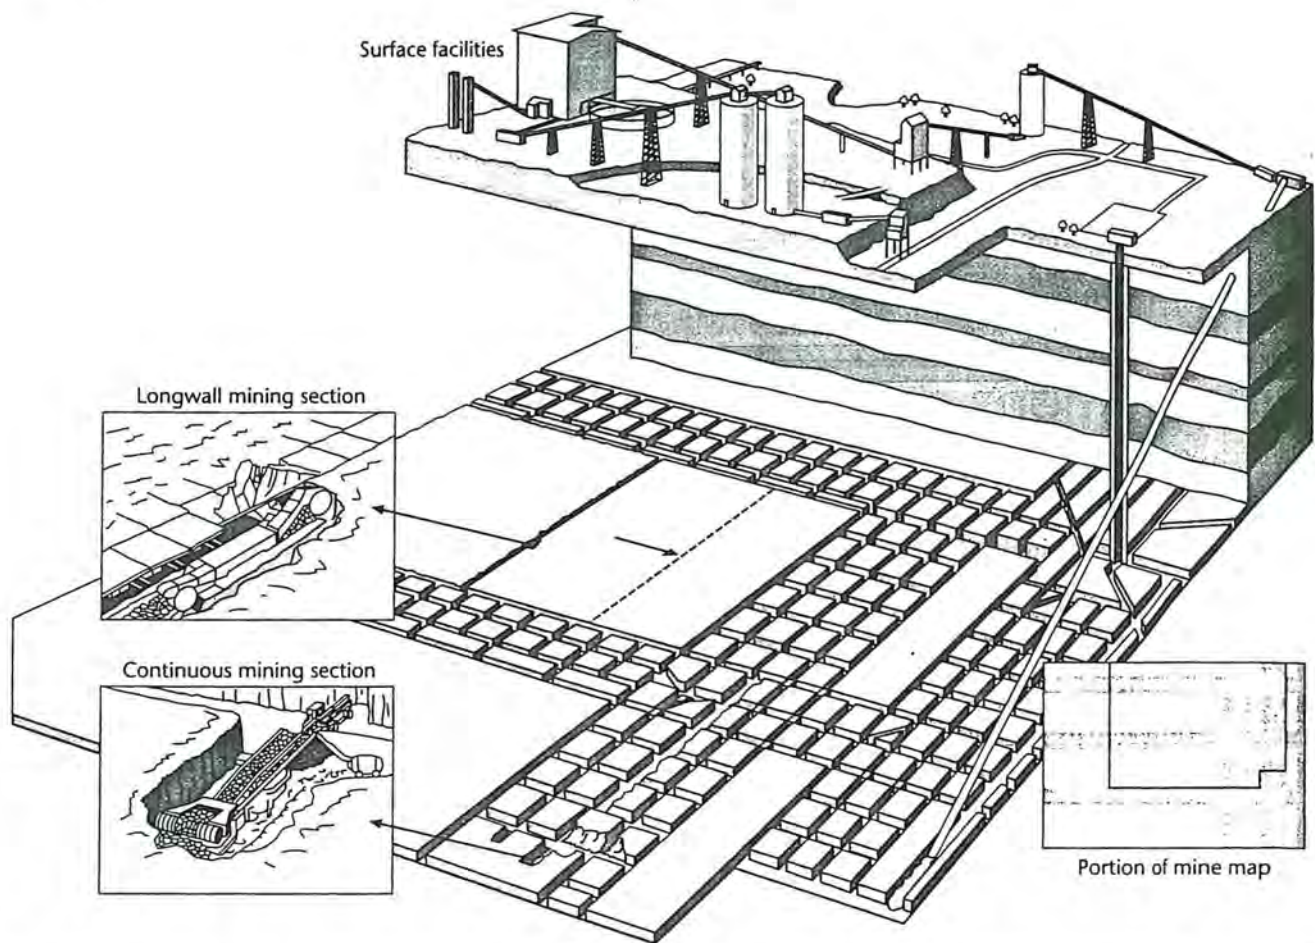 Surface facilities
Longwall mining section
Continuous mining section
Portion of mine map